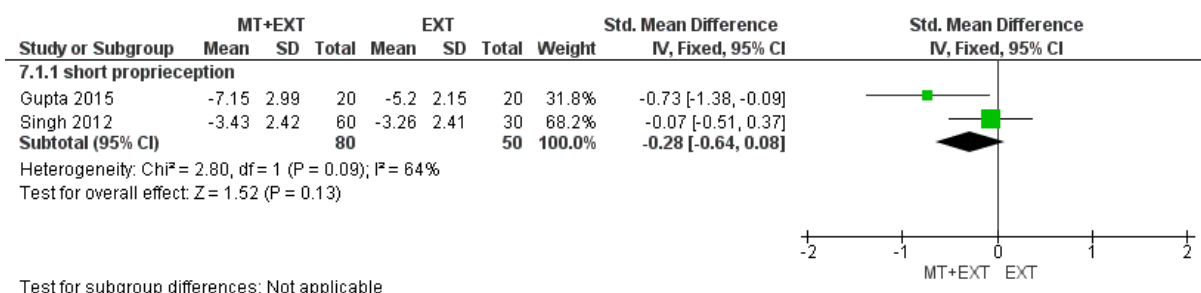 MT+EXT EXT Std. Mean Difference Std. Mean Difference
Study or Subgroup Mean SD Total Mean SD Total Weight IV, Fixed, 95% CI IV, Fixed, 95% CI
7.1.1 short proprieception
Gupta 2015 -7.15 2.99 20 -5.2 2.15 20 31.8% -0.73 [-1.38, -0.09]
Singh 2012 -3.43 2.42 60 -3.26 2.41 30 68.2% -0.07 [-0.51, 0.37]
Subtotal (95% CI) 80 50 100.0% -0.28 [-0.64, 0.08]
Heterogeneity: Chi² = 2.80, df = 1 (P = 0.09); I² = 64%
Test for overall effect: Z = 1.52 (P = 0.13)
-2 -1 0 1 2
MT+EXT EXT
Test for subgroup differences: Not applicable